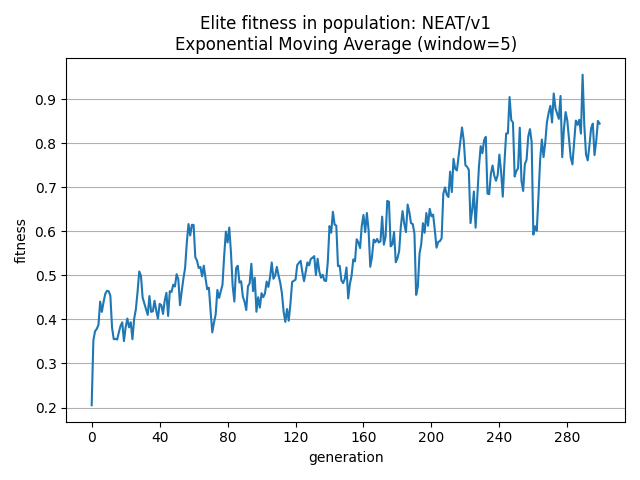 Elite fitness in population: NEAT/v1
Exponential Moving Average (window=5)
fitness
0.9
0.8
0.7
0.6
0.5
0.4
0.3
0.2
0 40 80 120 160 200 240 280
generation